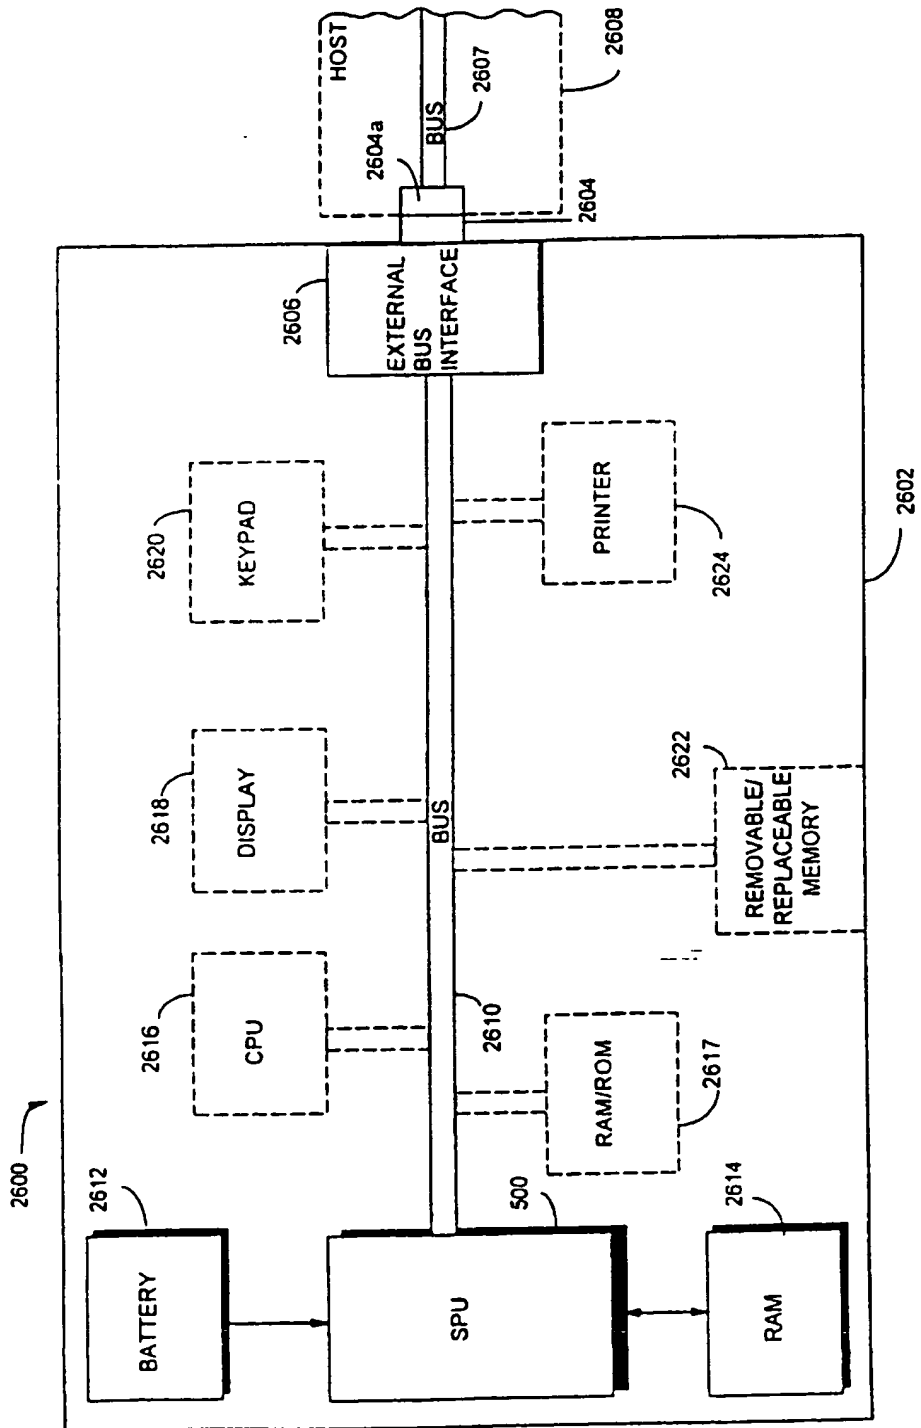 2600
BATTERY
2612
SPU
500
RAM
2614
CPU
2616
DISPLAY
2618
KEYPAD
2620
BUS
2610
RAM/ROM
2617
REMOVABLE/
REPLACEABLE
MEMORY
2622
PRINTER
2624
2602
EXTERNAL
BUS
INTERFACE
2606
2604
2604a
HOST
BUS
2607
2608